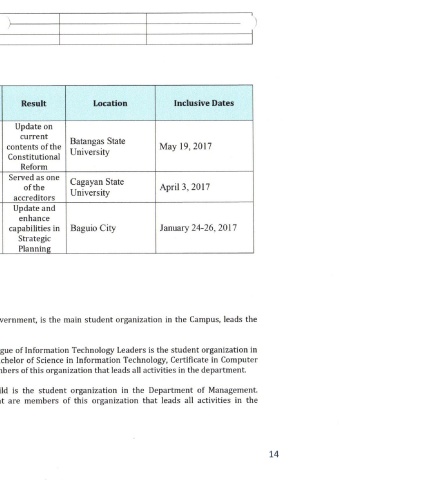 Result Location Inclusive Dates
Update on
current
contents of the
Constitutional
Reform
Batangas State
University
May 19, 2017
Served as one
of the
accreditors
Cagayan State
University
April 3, 2017
Update and
enhance
capabilities in
Strategic
Planning
Baguio City
January 24-26, 2017
vernment, is the main student organization in the Campus, leads the
gue of Information Technology Leaders is the student organization in
chelor of Science in Information Technology, Certificate in Computer
nbers of this organization that leads all activities in the department.
ild is the student organization in the Department of Management.
nt are members of this organization that leads all activities in the
14